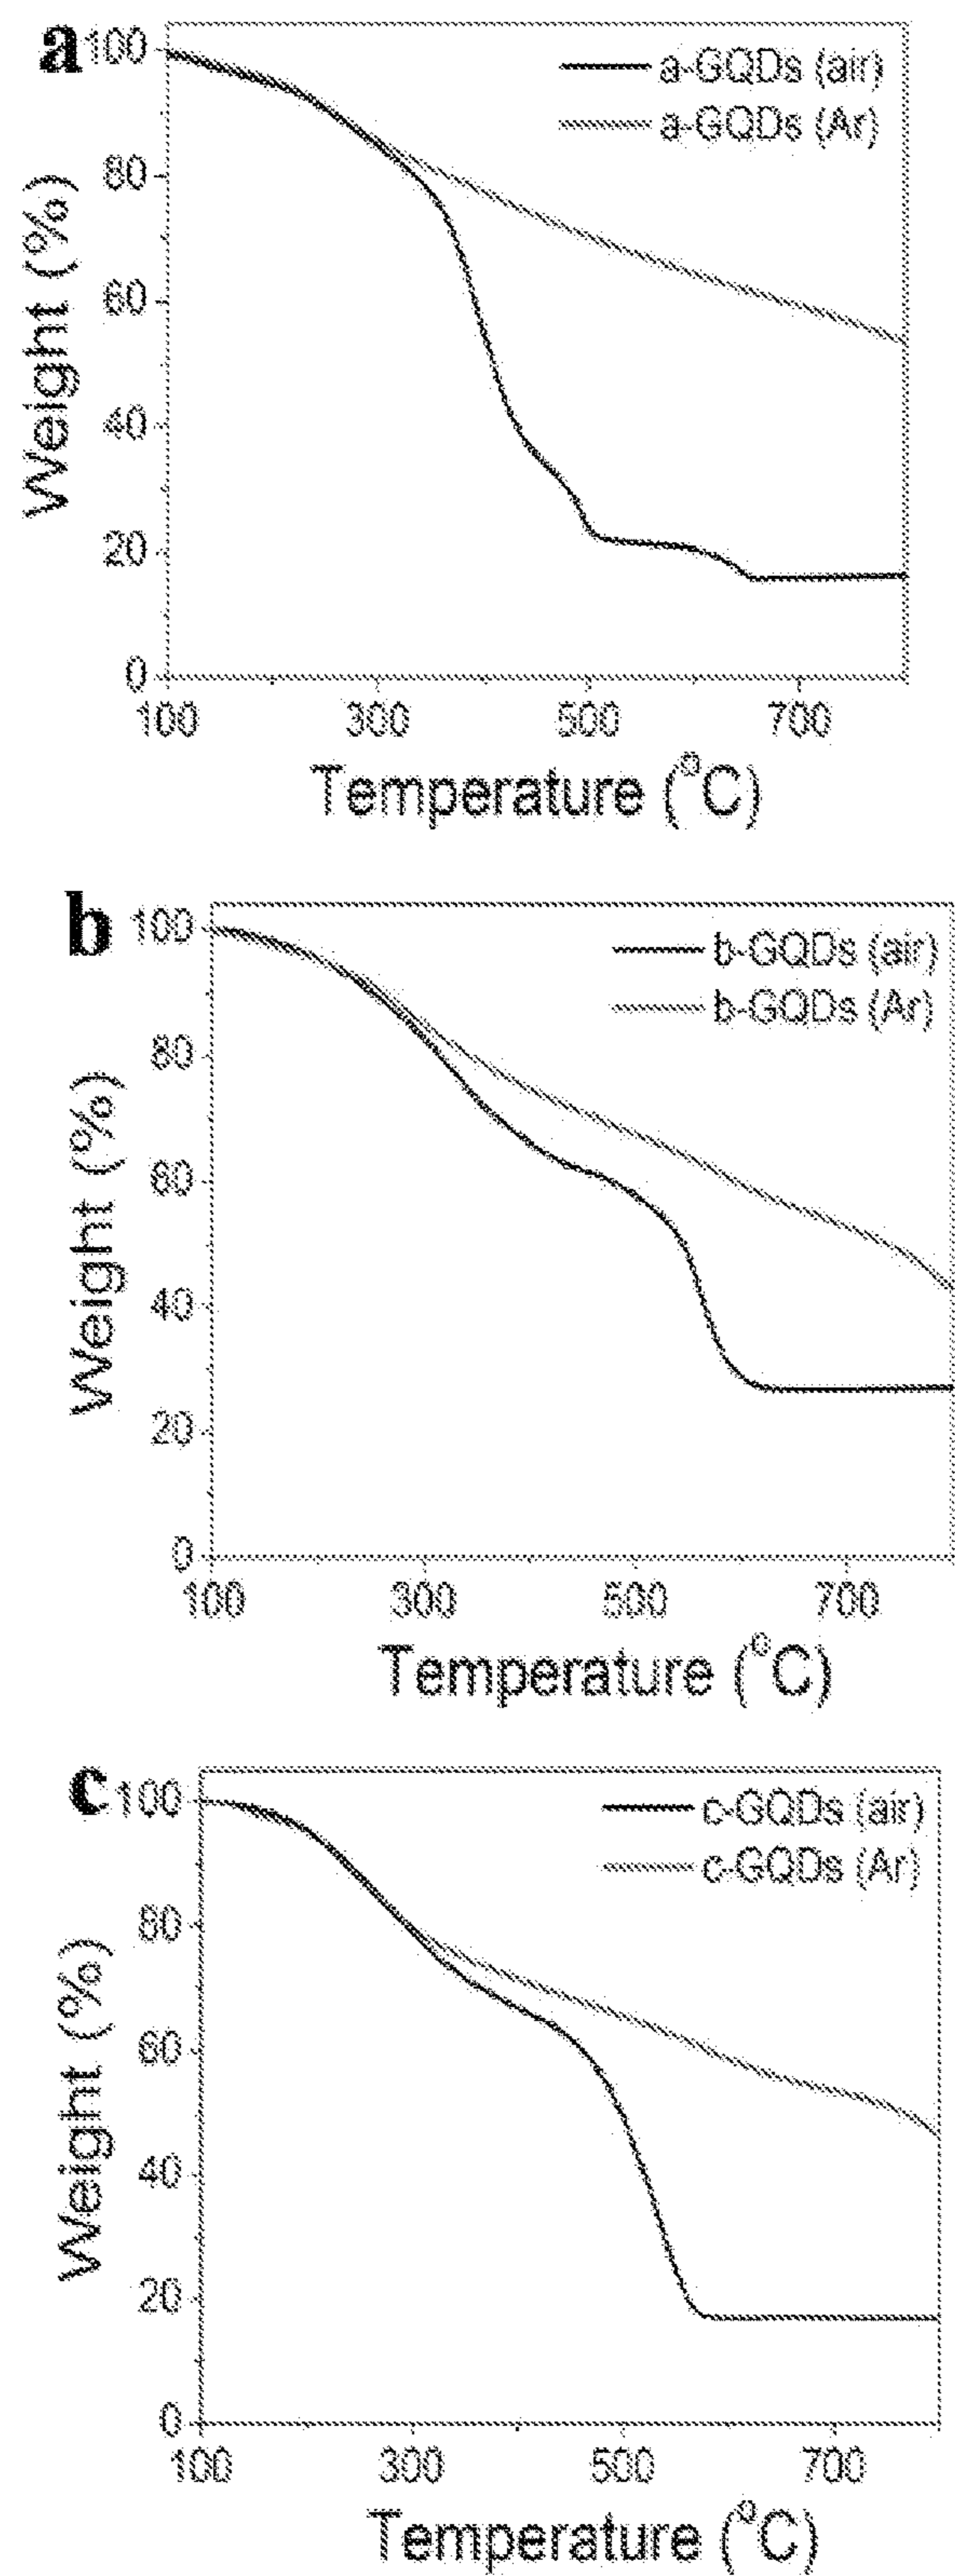 a
100
a-GQDs (air)
a-GQDs (Ar)
80
60
40
20
0
Weight (%)
100 300 500 700
Temperature (°C)
b
100
b-GQDs (air)
b-GQDs (Ar)
80
60
40
20
0
Weight (%)
100 300 500 700
Temperature (°C)
c
100
c-GQDs (air)
c-GQDs (Ar)
80
60
40
20
0
Weight (%)
100 300 500 700
Temperature (°C)